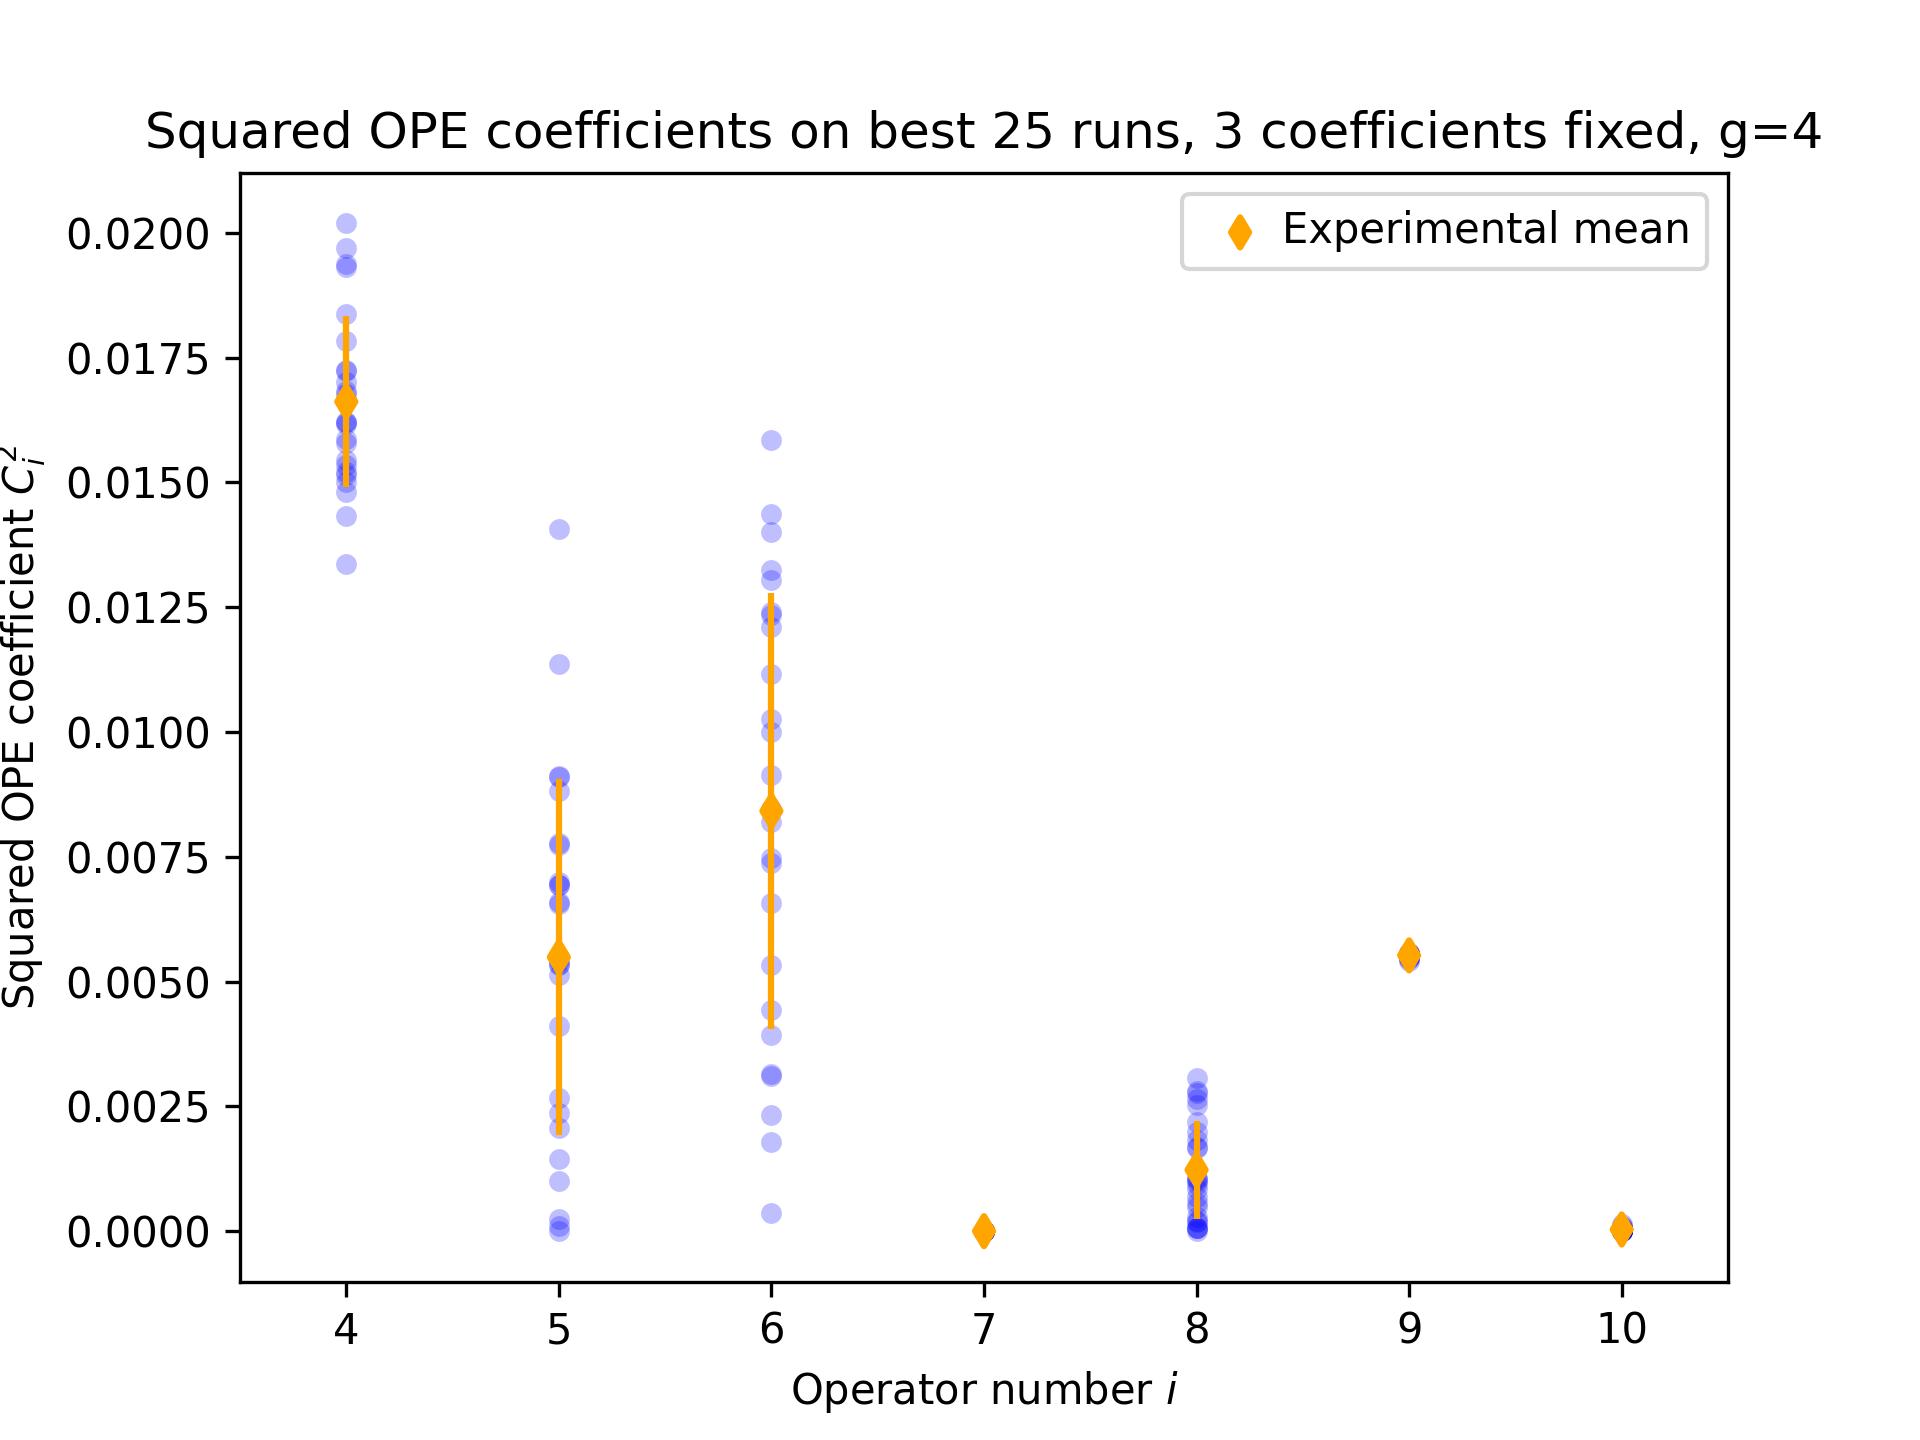 Squared OPE coefficients on best 25 runs, 3 coefficients fixed, g=4
Experimental mean
0.0200
0.0175
0.0150
0.0125
0.0100
0.0075
0.0050
0.0025
0.0000
Squared OPE coefficient $C_i^2$
4 5 6 7 8 9 10
Operator number i